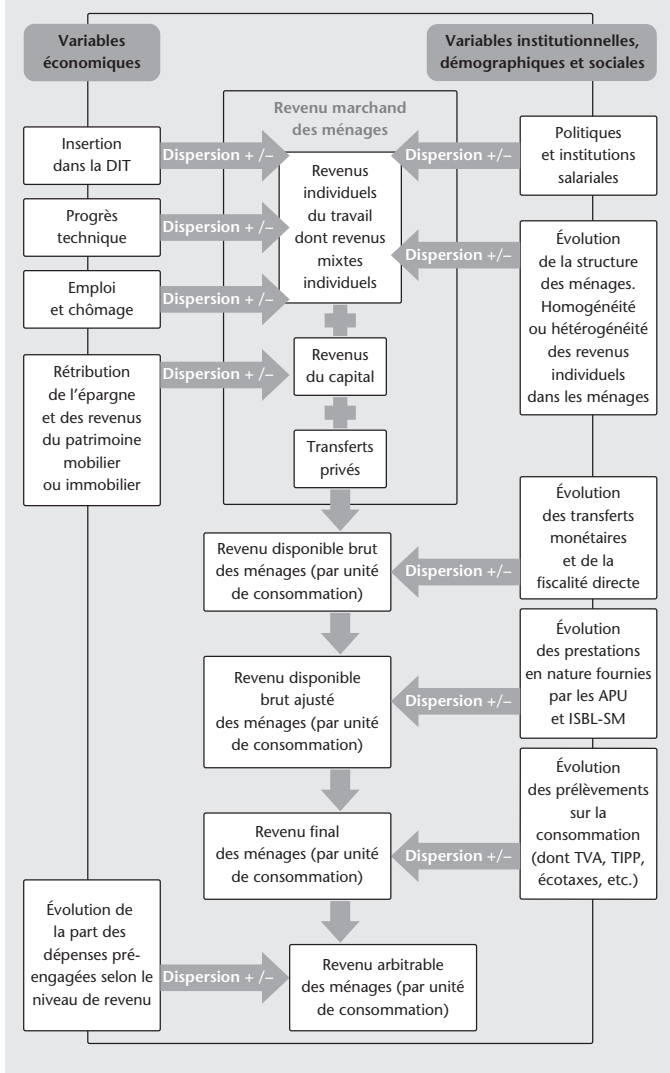 Variables
économiques
Variables institutionnelles,
démographiques et sociales
Revenu marchand
des ménages
Insertion
dans la DIT
Dispersion + /–
Revenus
individuels
du travail
dont revenus
mixtes
individuels
Dispersion +/–
Politiques
et institutions
salariales
Progrès
technique
Dispersion + /–
Dispersion +/–
Évolution
de la structure
des ménages.
Homogénéité
ou hétérogénéité
des revenus
individuels
dans les ménages
Emploi
et chômage
Dispersion + /–
Rétribution
de l'épargne
et des revenus
du patrimoine
mobilier
ou immobilier
Dispersion + /–
Revenus
du capital
Transferts
privés
Revenu disponible brut
des ménages (par unité
de consommation)
Dispersion +/–
Évolution
des transferts
monétaires
et de la
fiscalité directe
Revenu disponible
brut ajusté
des ménages (par unité
de consommation)
Dispersion +/–
Évolution
des prestations
en nature fournies
par les APU
et ISBL-SM
Revenu final
des ménages (par unité
de consommation)
Dispersion +/–
Évolution
des prélèvements
sur la
consommation
(dont TVA, TIPP,
écotaxes, etc.)
Évolution de
la part des
dépenses pré-
engagées selon le
niveau de revenu
Dispersion + /–
Revenu arbitrable
des ménages (par unité
de consommation)